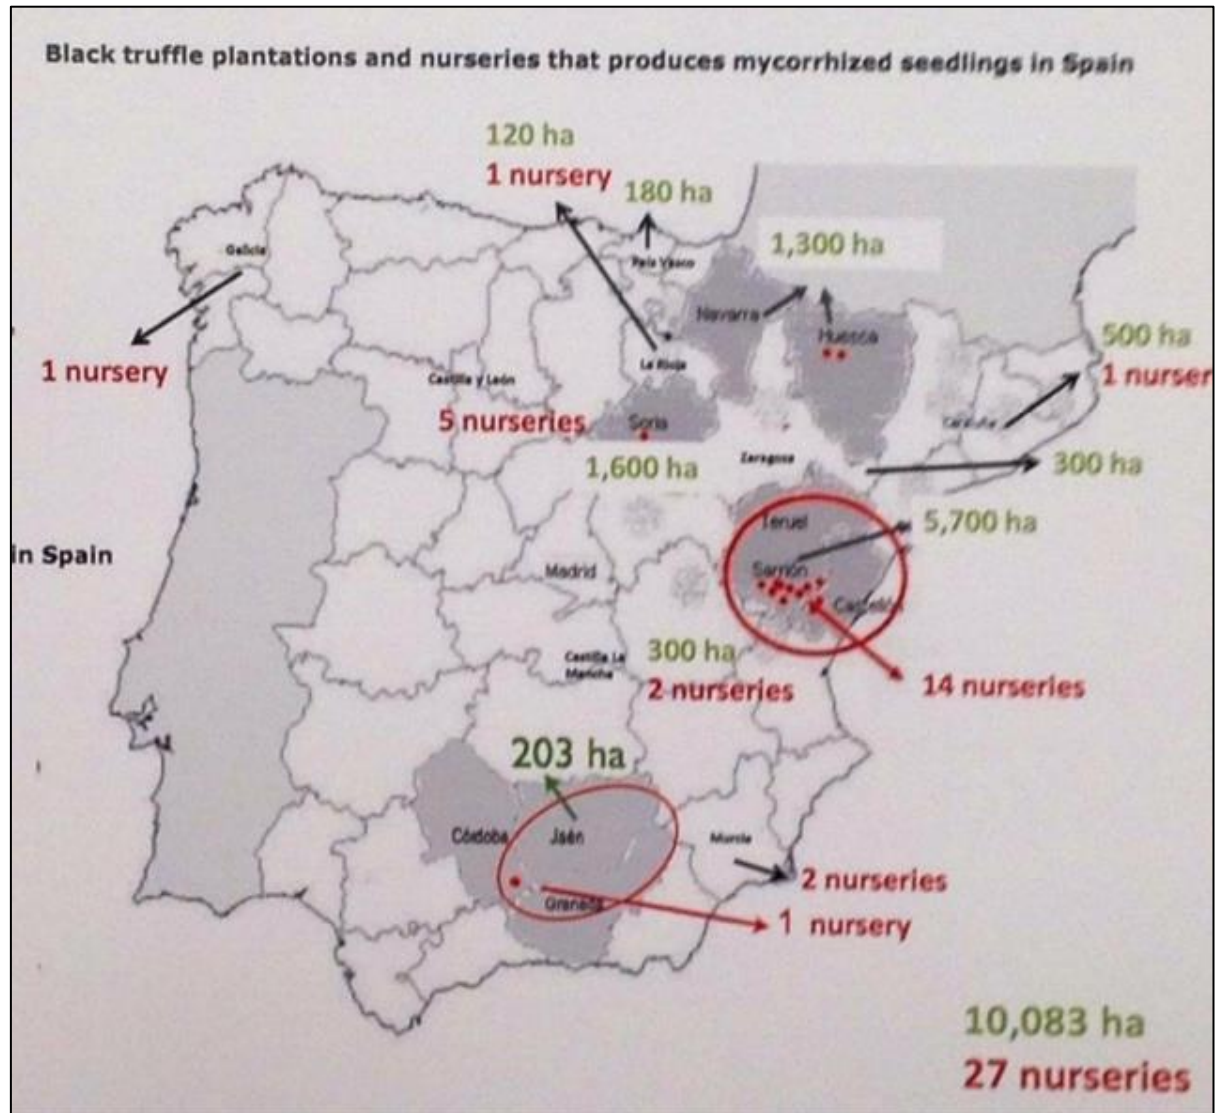 Black truffle plantations and nurseries that produces mycorrhized seedlings in Spain
120 ha
1 nursery
180 ha
1,300 ha
Galicia
País Vasco
Navarra
Huesca
500 ha
1 nurser
La Rioja
1 nursery
Castilla y León
Cataluña
5 nurseries
Soria
1,600 ha
Zaragoza
300 ha
Teruel
5,700 ha
in Spain
Madrid
Sarrión
Castellón
Castilla La
Mancha
300 ha
2 nurseries
14 nurseries
203 ha
Córdoba
Jaén
Murcia
2 nurseries
Granada
1 nursery
10,083 ha
27 nurseries